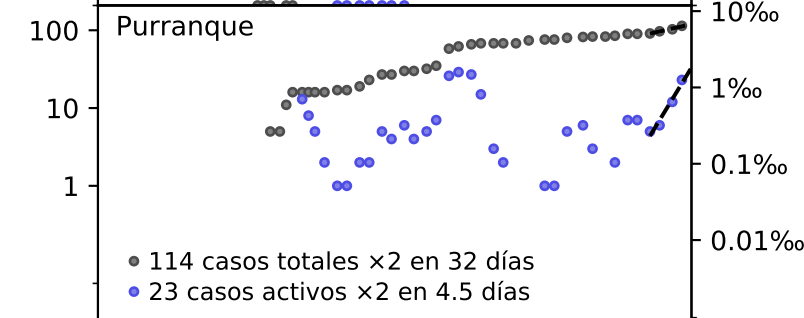 Purranque
100
10
1
10‰
1‰
0.1‰
0.01‰
114 casos totales ×2 en 32 días
23 casos activos ×2 en 4.5 días